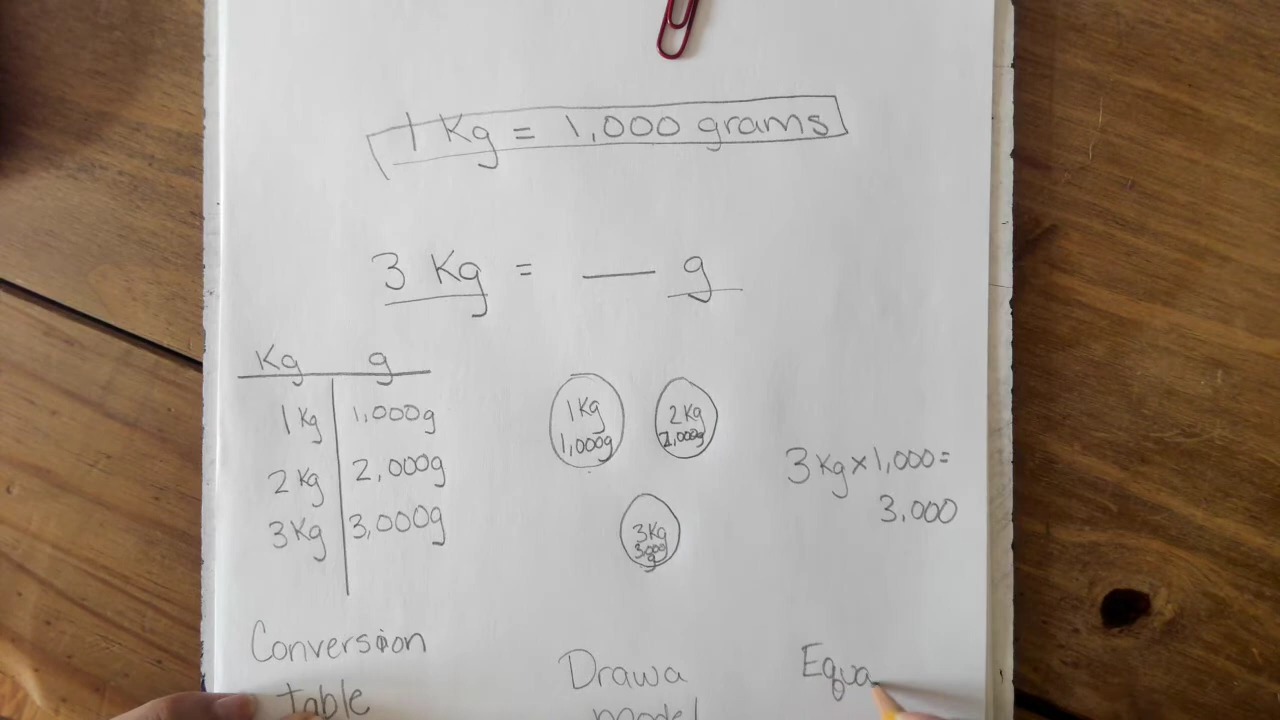 1 Kg = 1,000 grams
3 Kg = __ g
Kg g
1 Kg 1,000g
2 Kg 2,000g
3 Kg 3,000g
1 Kg
1,000g
2 Kg
2,000g
3 Kg
3,000
g
3 Kg x 1,000 =
3.000
Conversion
table
Draw a
model
Equa